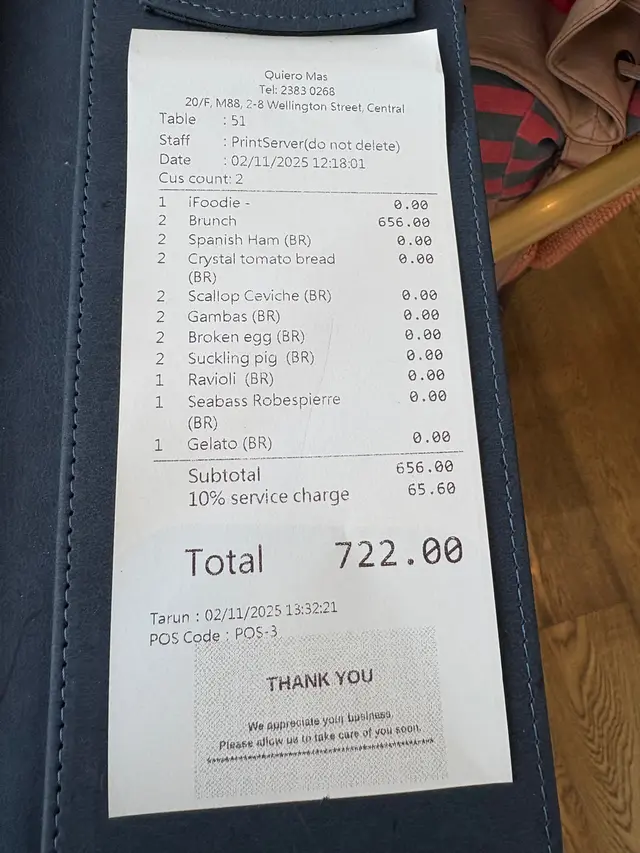 Quiero Mas
Tel: 2383 0268
20/F, M88, 2-8 Wellington Street, Central
Table : 51
Staff : PrintServer(do not delete)
Date : 02/11/2025 12:18:01
Cus count: 2
1 iFoodie - 0.00
2 Brunch 656.00
2 Spanish Ham (BR) 0.00
2 Crystal tomato bread 0.00
(BR)
2 Scallop Ceviche (BR) 0.00
2 Gambas (BR) 0.00
2 Broken egg (BR) 0.00
2 Suckling pig (BR) 0.00
1 Ravioli (BR) 0.00
1 Seabass Robespierre 0.00
(BR)
1 Gelato (BR) 0.00
Subtotal 656.00
10% service charge 65.60
Total 722.00
Tarun : 02/11/2025 13:32:21
POS Code : POS-3
THANK YOU
We appreciate your business.
Please allow us to take care of you soon.